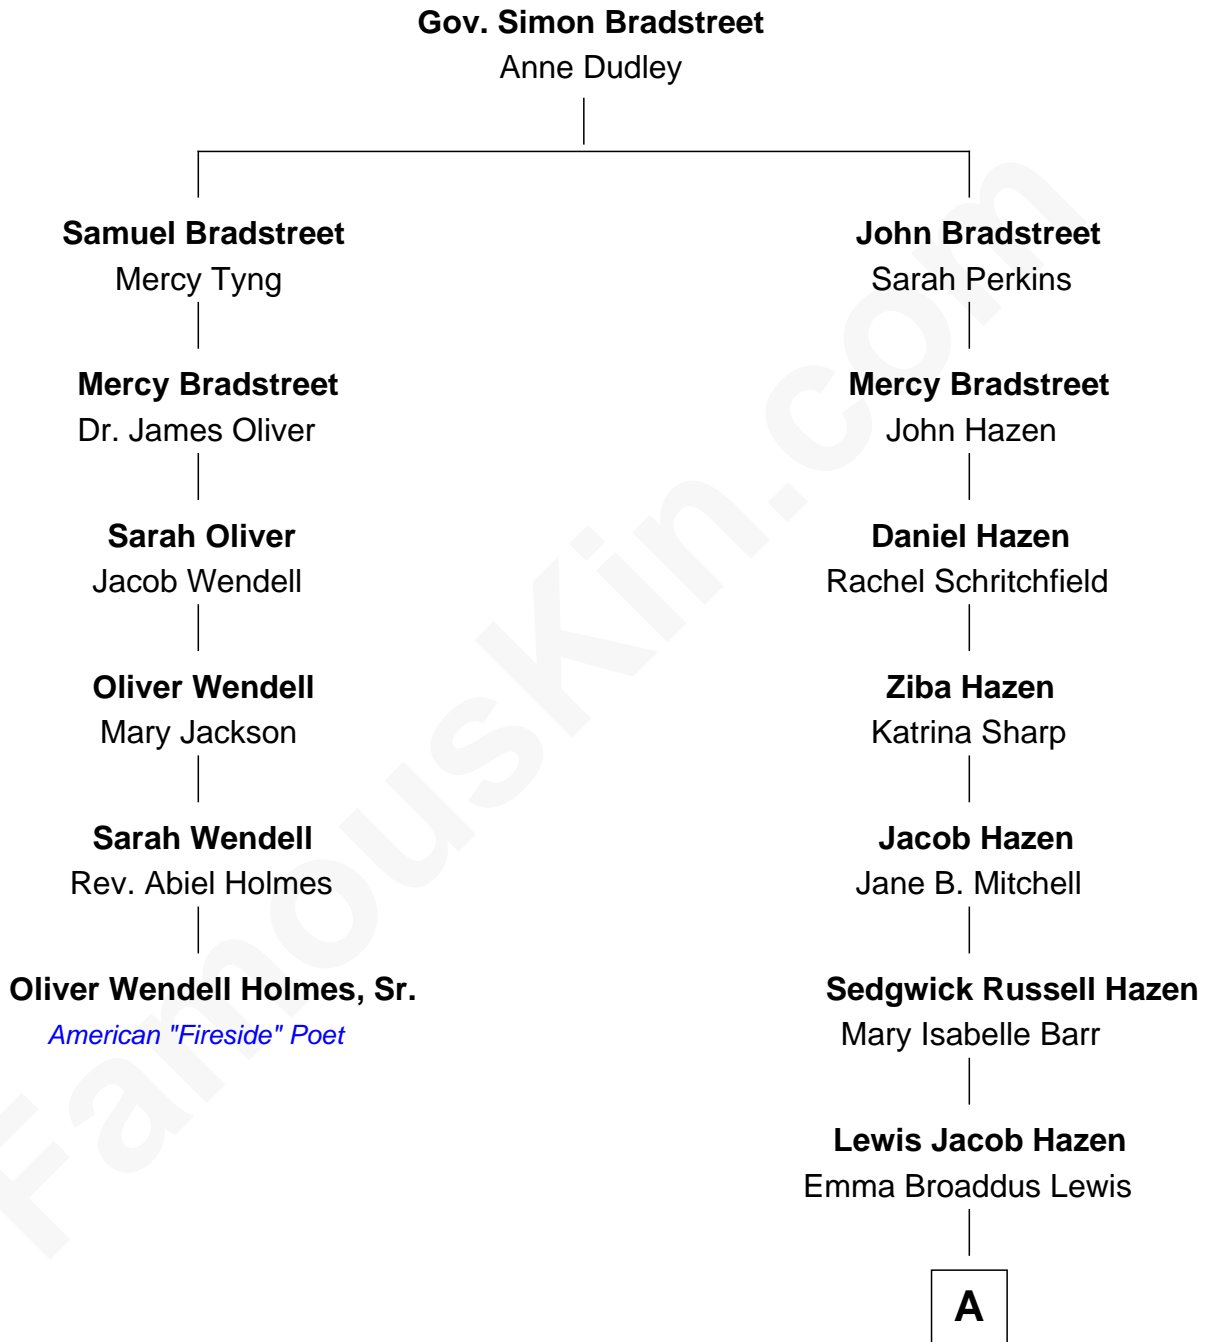 Gov. Simon Bradstreet
Anne Dudley
Samuel Bradstreet
Mercy Tyng
John Bradstreet
Sarah Perkins
Mercy Bradstreet
Dr. James Oliver
Mercy Bradstreet
John Hazen
Sarah Oliver
Jacob Wendell
Daniel Hazen
Rachel Schritchfield
Oliver Wendell
Mary Jackson
Ziba Hazen
Katrina Sharp
Sarah Wendell
Rev. Abiel Holmes
Jacob Hazen
Jane B. Mitchell
Oliver Wendell Holmes, Sr.
American "Fireside" Poet
Sedgwick Russell Hazen
Mary Isabelle Barr
Lewis Jacob Hazen
Emma Broaddus Lewis
A
FamousKin.com